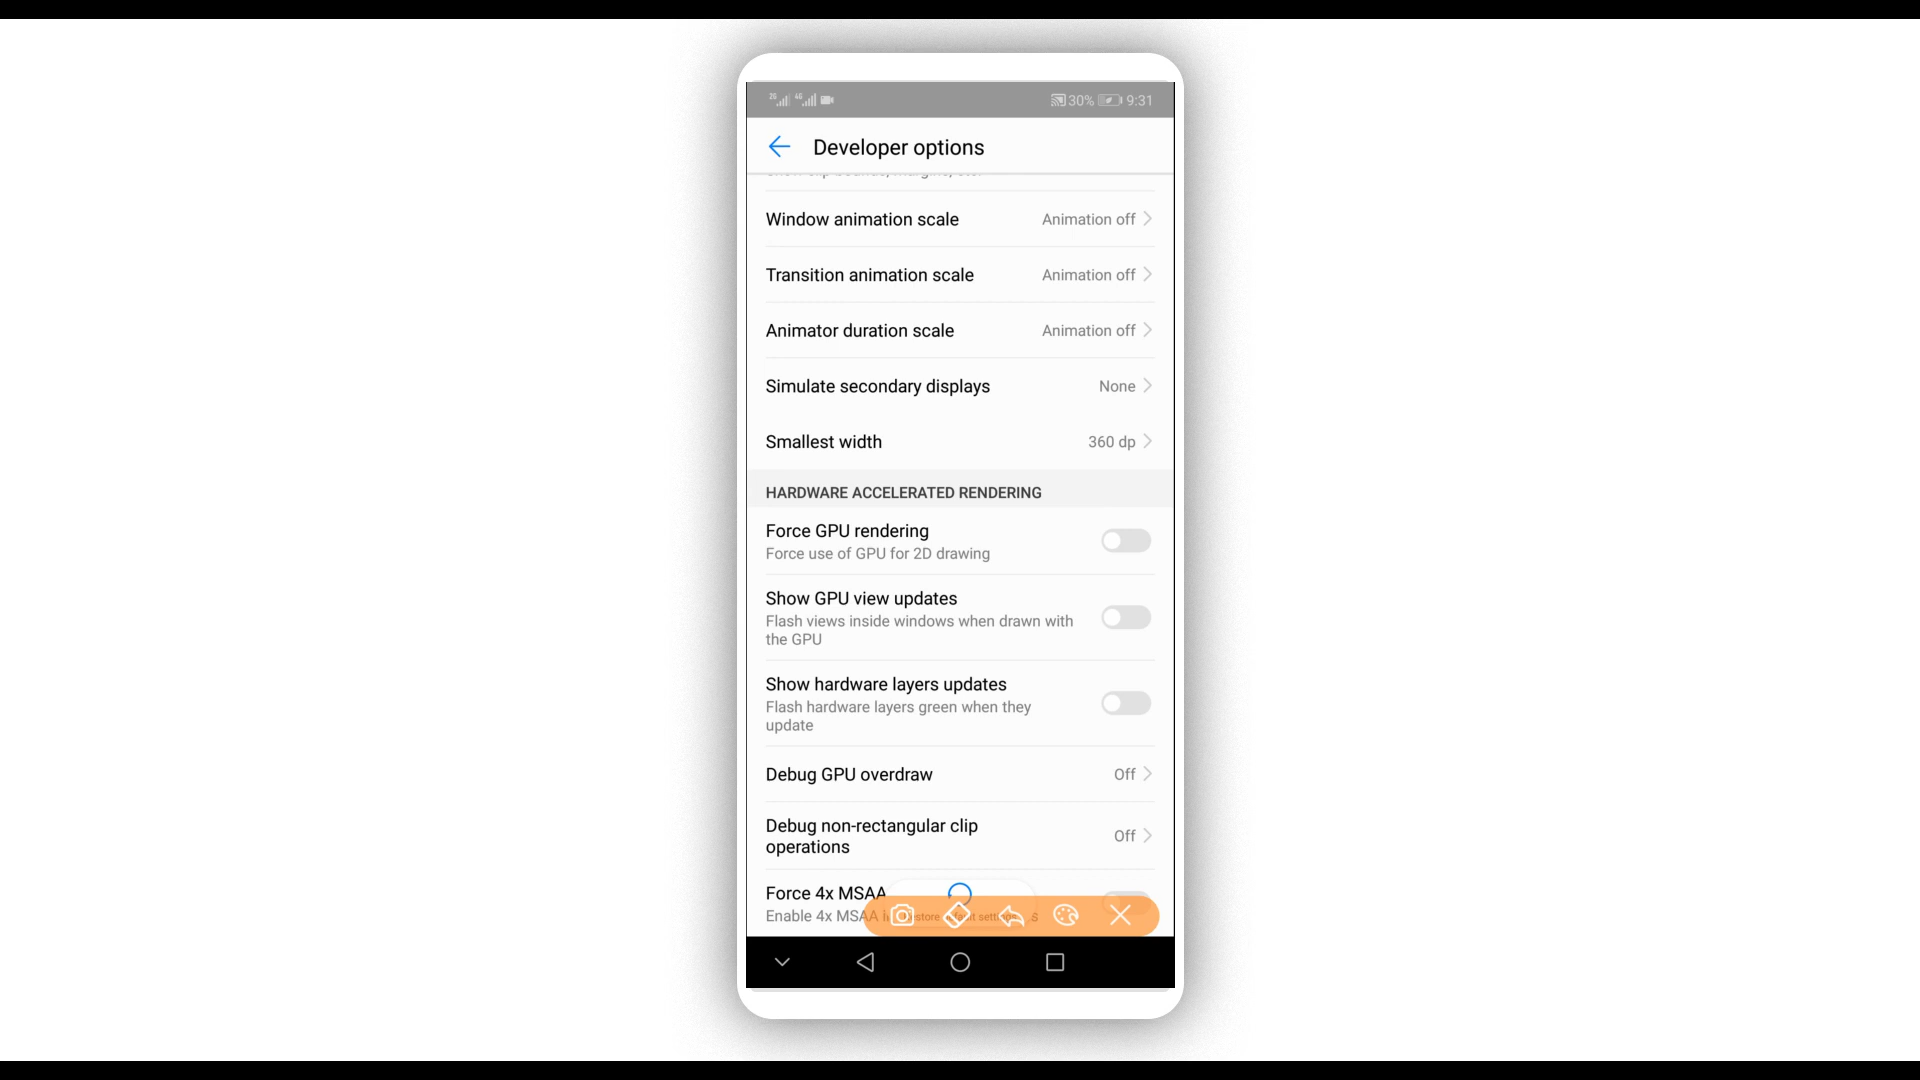 2G 4G 30% 9:31
Developer options
Window animation scale Animation off
Transition animation scale Animation off
Animator duration scale Animation off
Simulate secondary displays None
Smallest width 360 dp
HARDWARE ACCELERATED RENDERING
Force GPU rendering
Force use of GPU for 2D drawing
Show GPU view updates
Flash views inside windows when drawn with
the GPU
Show hardware layers updates
Flash hardware layers green when they
update
Debug GPU overdraw Off
Debug non-rectangular clip
operations
Off
Force 4x MSAA
Enable 4x MSAA